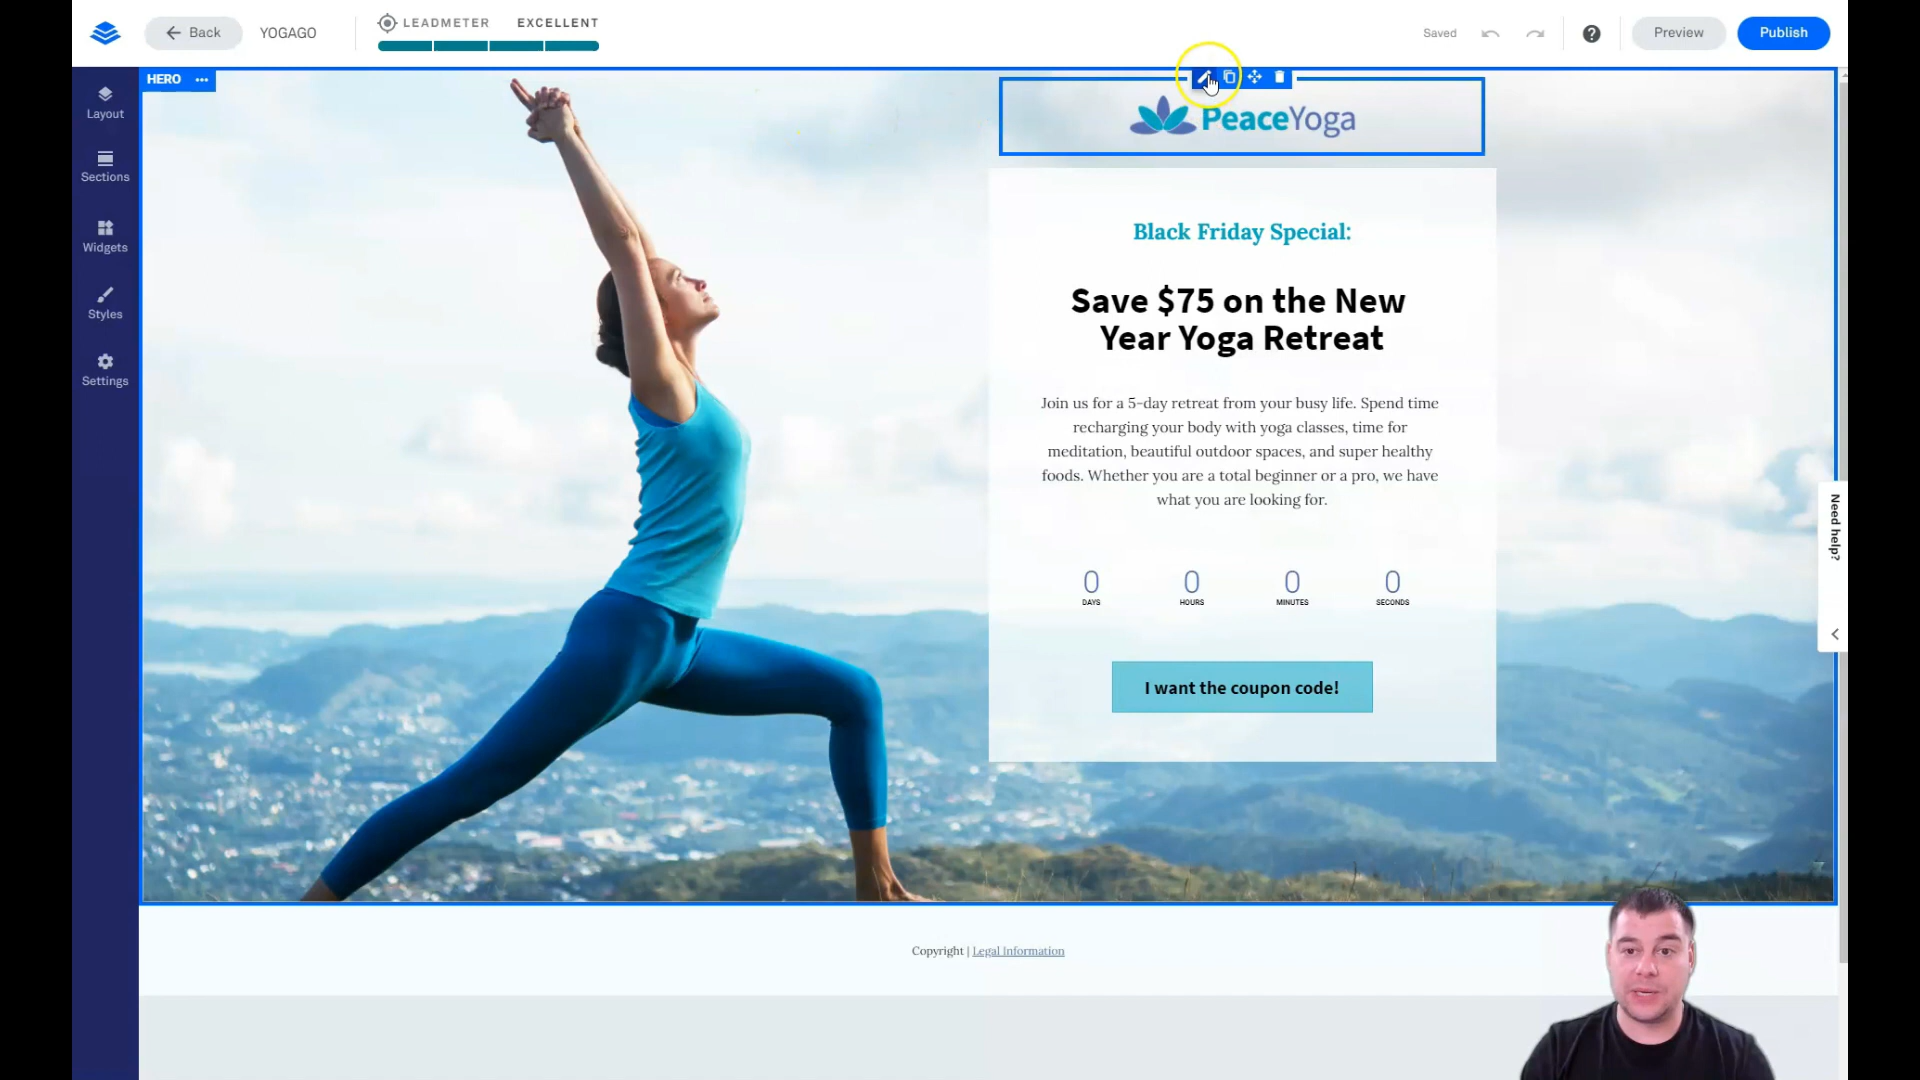 Back
YOGAGO
LEADMETER EXCELLENT
Saved
Preview
Publish
Layout
Sections
Widgets
Styles
Settings
HERO
PeaceYoga
Black Friday Special:
Save $75 on the New
Year Yoga Retreat
Join us for a 5-day retreat from your busy life. Spend time
recharging your body with yoga classes, time for
meditation, beautiful outdoor spaces, and super healthy
foods. Whether you are a total beginner or a pro, we have
what you are looking for.
0 0 0 0
DAYS HOURS MINUTES SECONDS
I want the coupon code!
Need help?
Copyright | Legal Information